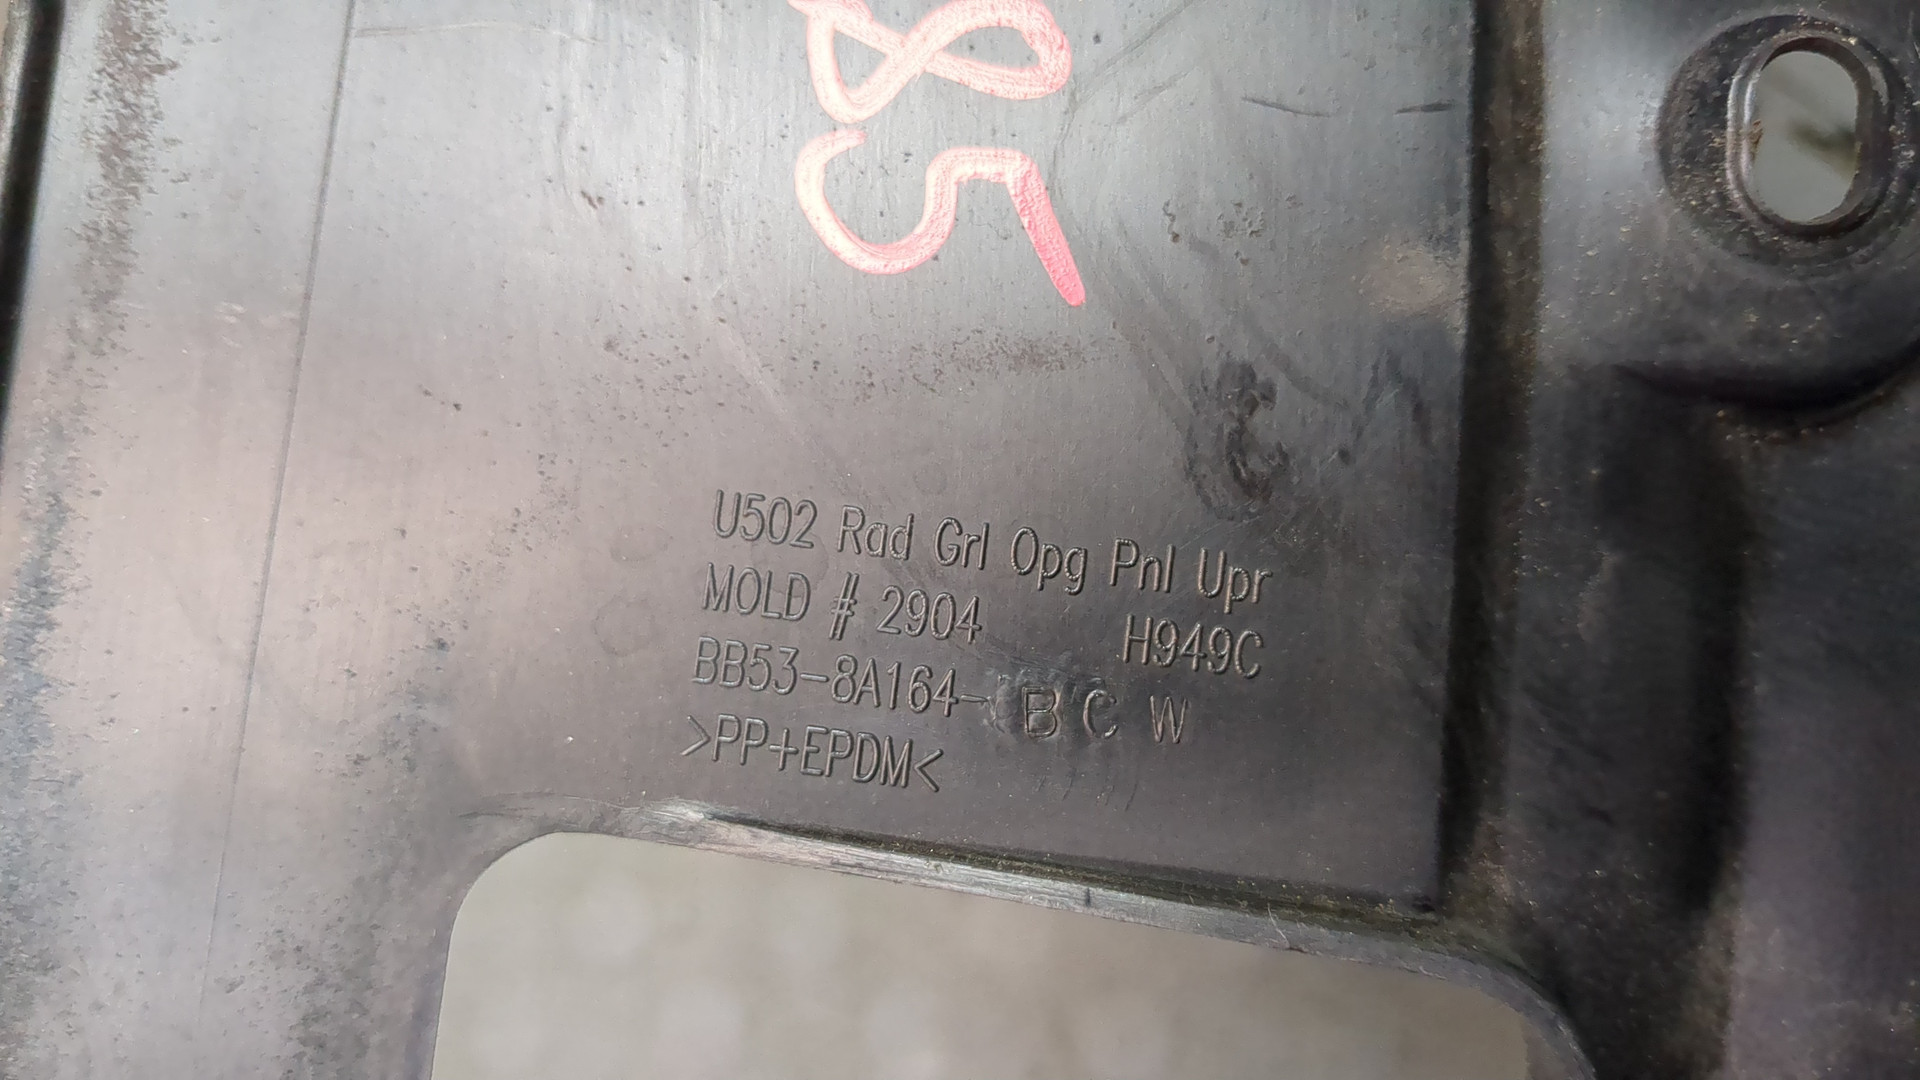 85
U502 Rad Grl Opg Pnl Upr
MOLD # 2904 H949C
BB53-8A164- B C W
>PP+EPDM<